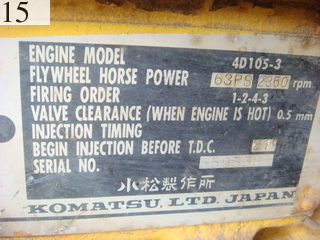 15
ENGINE MODEL 4D105-3
FLYWHEEL HORSE POWER 63PS 2350 rpm
FIRING ORDER 1-2-4-3
VALVE CLEARANCE (WHEN ENGINE IS HOT) 0.5 mm
INJECTION TIMING
BEGIN INJECTION BEFORE T.D.C.
SERIAL NO.
小松製作所
KOMATSU, LTD. JAPAN